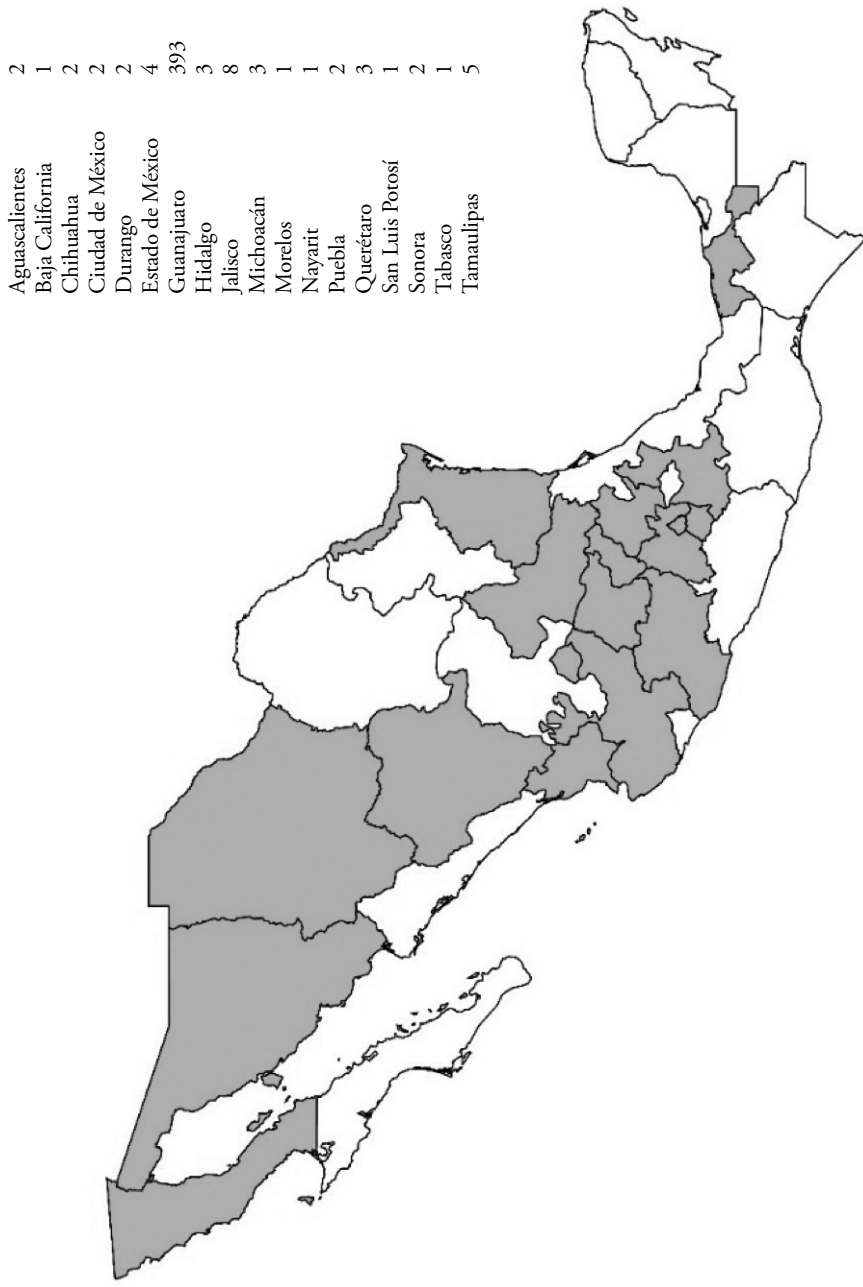 Aguascalientes 2
Baja California 1
Chihuahua 2
Ciudad de México 2
Durango 2
Estado de México 4
Guanajuato 393
Hidalgo 3
Jalisco 8
Michoacán 3
Morelos 1
Nayarit 1
Puebla 2
Querétaro 3
San Luis Potosí 1
Sonora 2
Tabasco 1
Tamaulipas 5